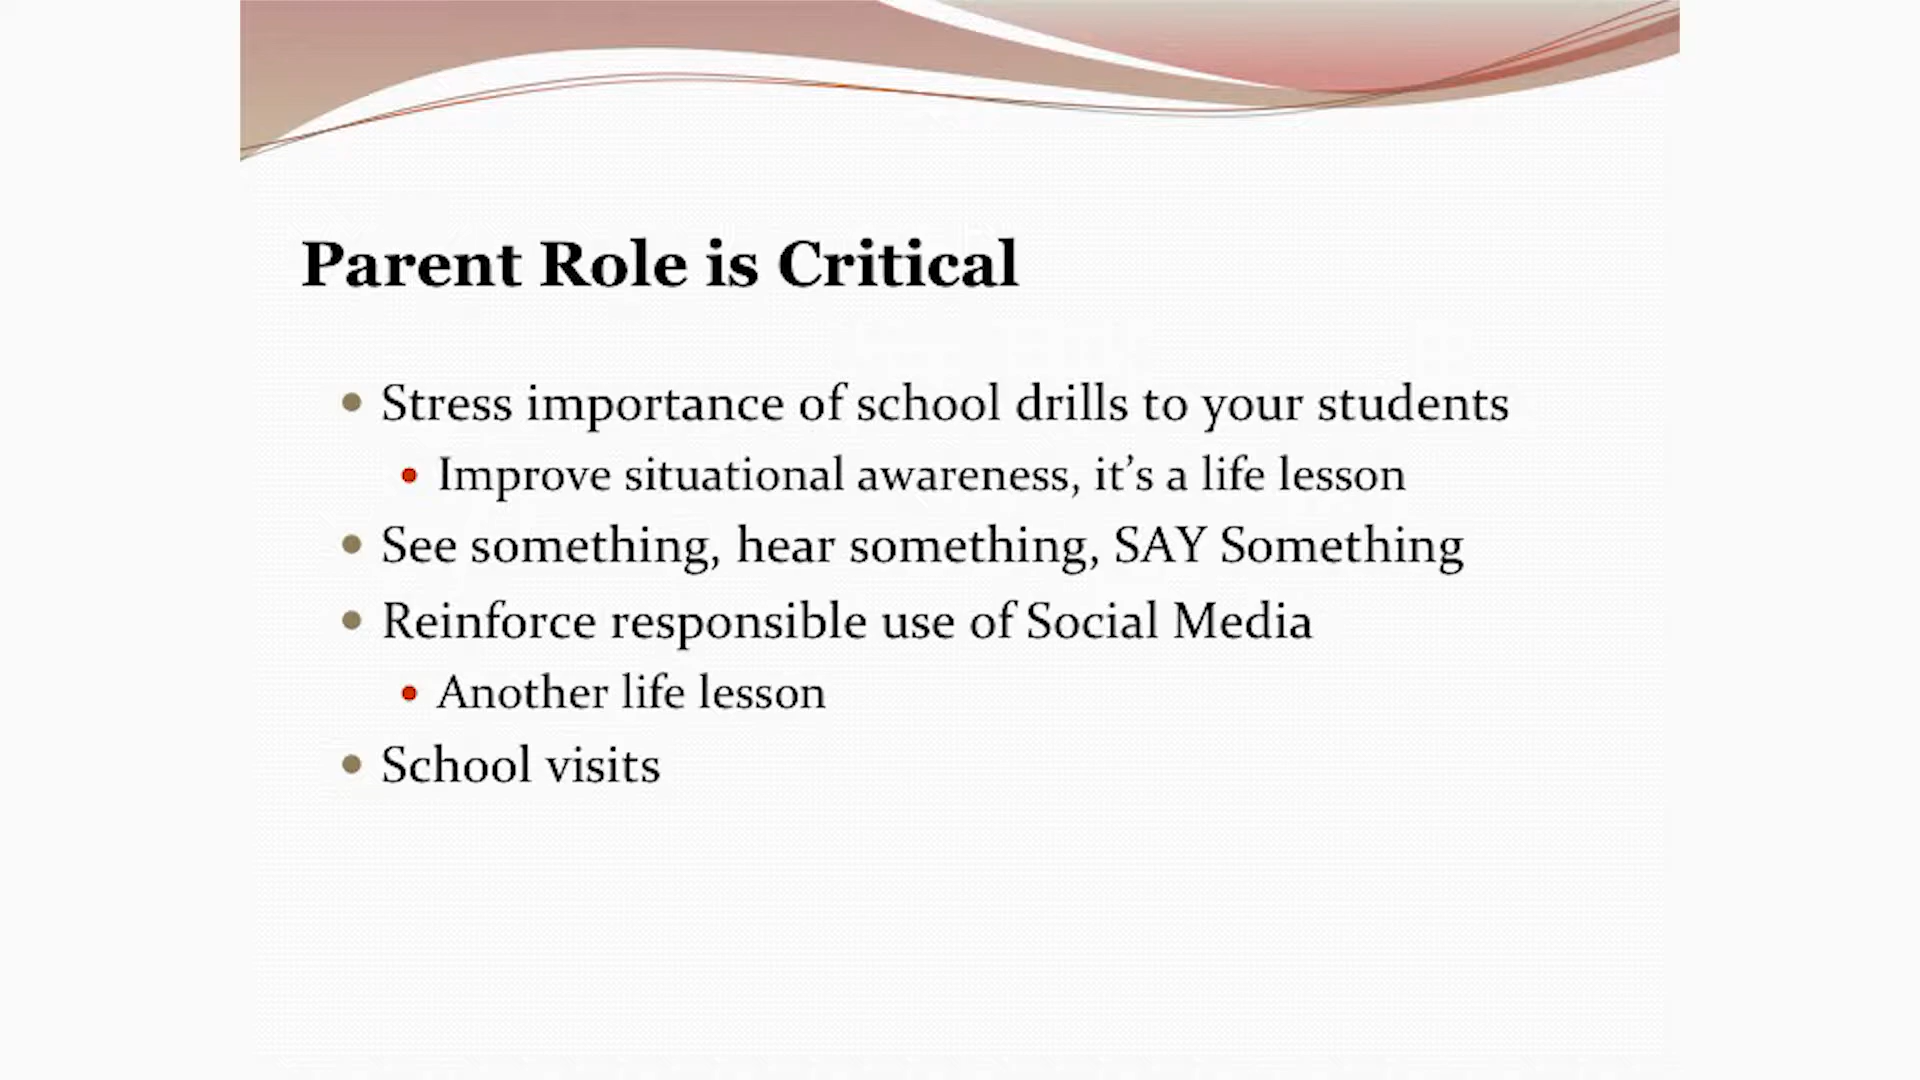 Parent Role is Critical
Stress importance of school drills to your students
Improve situational awareness, it’s a life lesson
See something, hear something, SAY Something
Reinforce responsible use of Social Media
Another life lesson
School visits